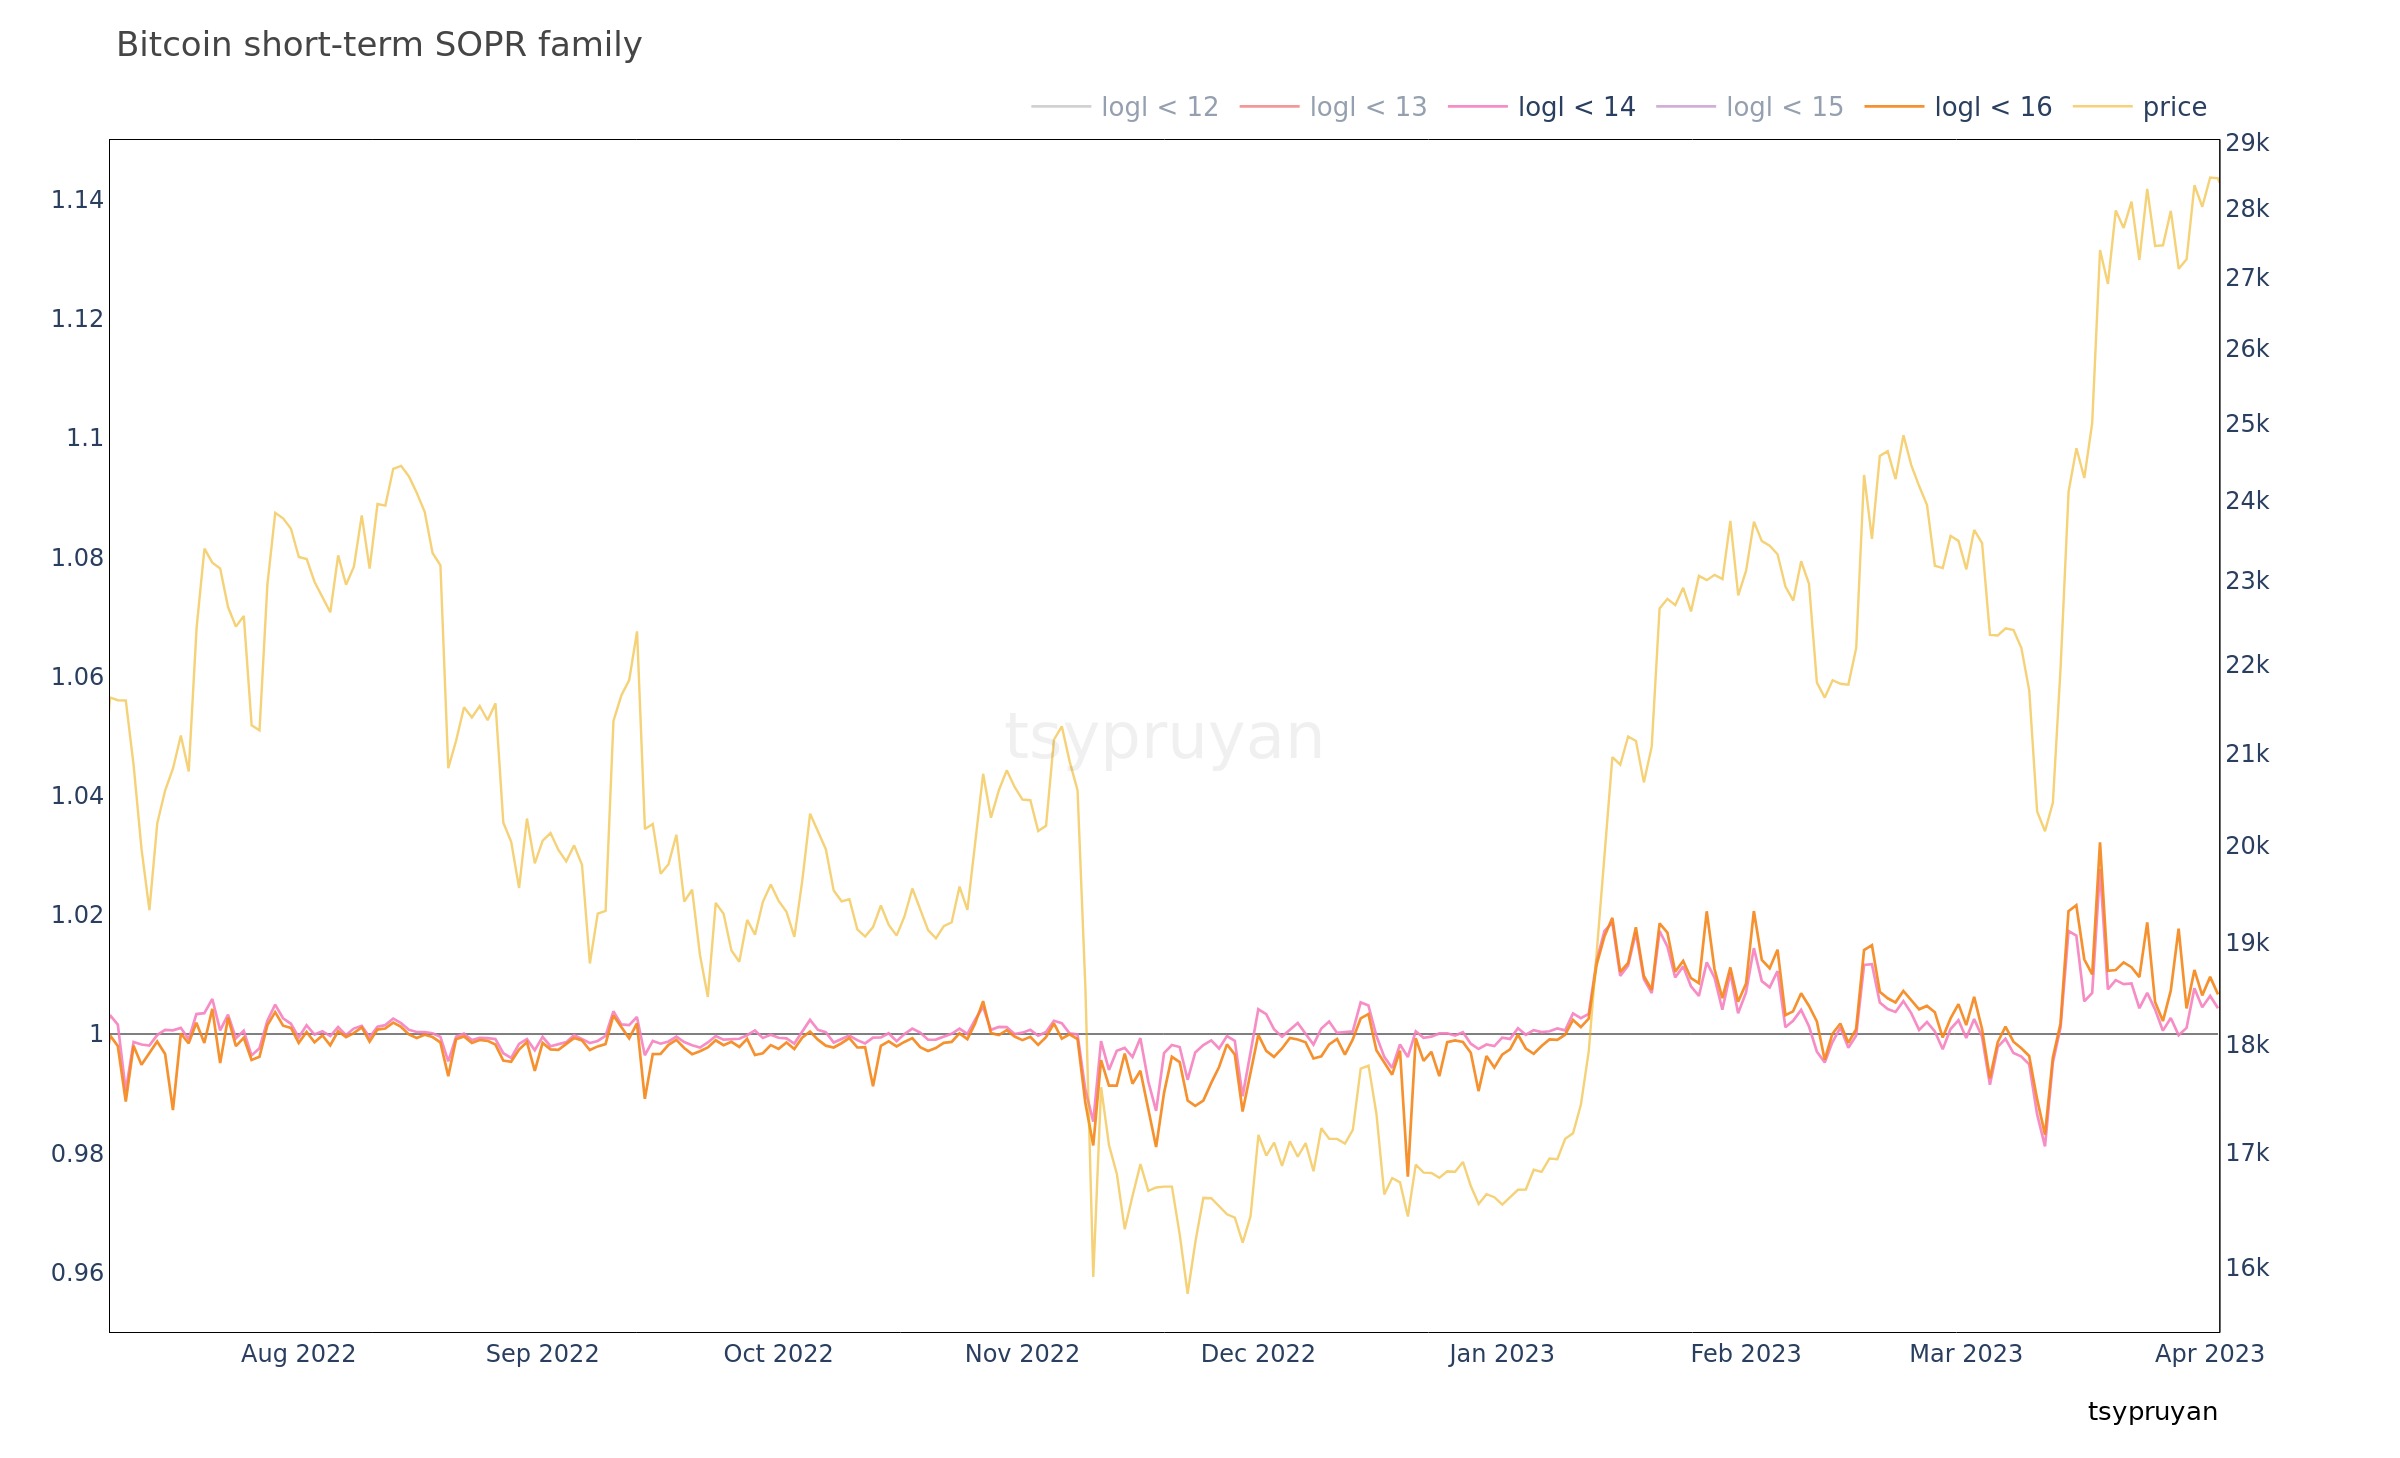 Bitcoin short-term SOPR family
logl < 12 logl < 13 logl < 14 logl < 15 logl < 16 price
1.14
1.12
1.1
1.08
1.06
1.04
1.02
1
0.98
0.96
29k
28k
27k
26k
25k
24k
23k
22k
21k
20k
19k
18k
17k
16k
tsypruyan
Aug 2022 Sep 2022 Oct 2022 Nov 2022 Dec 2022 Jan 2023 Feb 2023 Mar 2023 Apr 2023
tsypruyan